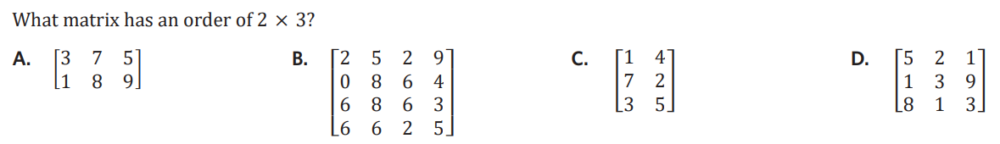 What matrix has an order of 2 × 3?
A. [3 7 5] B. [2 5 2 9] C. [1 4] D. [5 2 1]
[1 8 9] [0 8 6 4] [7 2] [1 3 9]
[6 8 6 3] [3 5] [8 1 3]
[6 6 2 5]